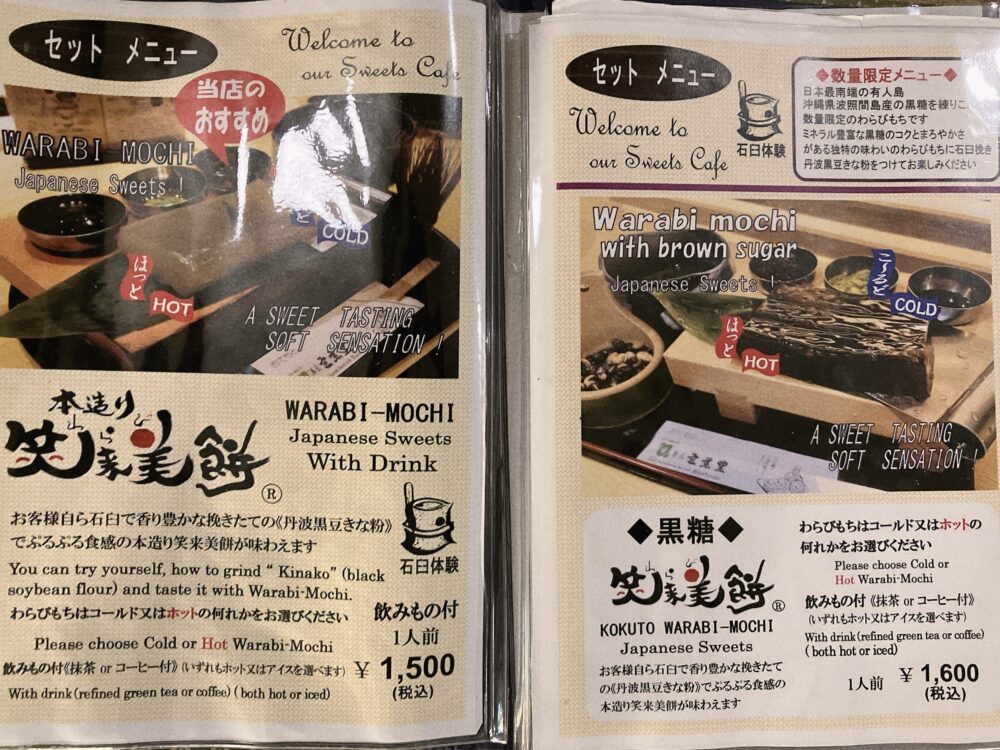 セット メニュー
Welcome to
our Sweets Cafe
当店の
おすすめ
WARABI-MOCHI
Japanese Sweets !
ど
COLD
ほっと
HOT
A SWEET TASTING
SOFT SENSATION !
本造り
笑来美餅
わらび
®
WARABI-MOCHI
Japanese Sweets
With Drink
石臼体験
お客様自ら石臼で香り豊かな挽きたての《丹波黒豆きな粉》
でぷるぷる食感の本造り笑来美餅が味わえます
You can try yourself, how to grind “ Kinako” (black
soybean flour) and taste it with Warabi-Mochi.
わらびもちはコールド又はホットの何れかをお選びください
Please choose Cold or Hot Warabi-Mochi
飲みもの付
1人前
飲みもの付《抹茶 or コーヒー付》(いずれもホット又はアイスを選べます)
¥ 1,500
(税込)
With drink (refined green tea or coffee) ( both hot or iced)
セット メニュー
Welcome to
our Sweets Cafe
石臼体験
◆数量限定メニュー◆
日本最南端の有人島
沖縄県波照間島産の黒糖を練りこ
数量限定のわらびもちです
ミネラル豊富な黒糖のコクとまろやかさ
がある独特の味わいのわらびもちに石臼挽き
丹波黒豆きな粉をつけてお楽しみください
Warabi mochi
with brown sugar
Japanese Sweets !
こ〜るど
COLD
ほっと
HOT
A SWEET TASTING
SOFT SENSATION !
◆黒糖◆
わらび
笑来美餅
®
KOKUTO WARABI-MOCHI
Japanese Sweets
お客様自ら石臼で香り豊かな挽きたて
の《丹波黒豆きな粉》でぷるぷる食感の
本造り笑来美餅が味わえます
わらびもちはコールド又はホットの
何れかをお選びください
Please choose Cold or
Hot Warabi-Mochi
飲みもの付《抹茶 or コーヒー付》
(いずれもホット又はアイスを選べます)
With drink (refined green tea or coffee)
( both hot or iced)
1人前
¥ 1,600
(税込)